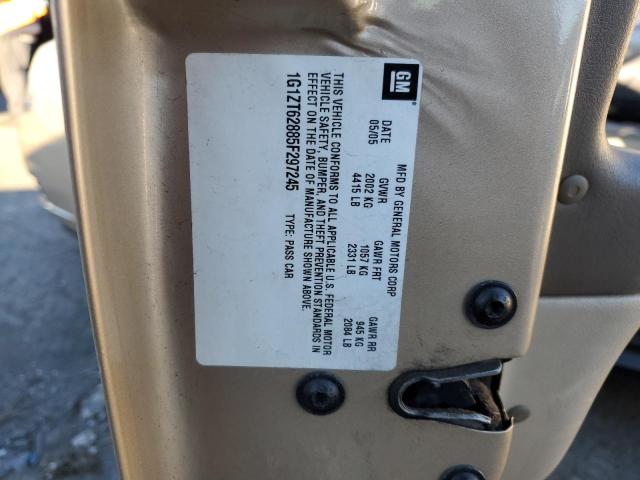 GM
MFD BY GENERAL MOTORS CORP
DATE GVWR GAWR FRT GAWR RR
05/05 2002 KG 1057 KG 945 KG
4415 LB 2331 LB 2084 LB
THIS VEHICLE CONFORMS TO ALL APPLICABLE U.S. FEDERAL MOTOR
VEHICLE SAFETY, BUMPER, AND THEFT PREVENTION STANDARDS IN
EFFECT ON THE DATE OF MANUFACTURE SHOWN ABOVE.
1G1ZT62885F297245 TYPE: PASS CAR